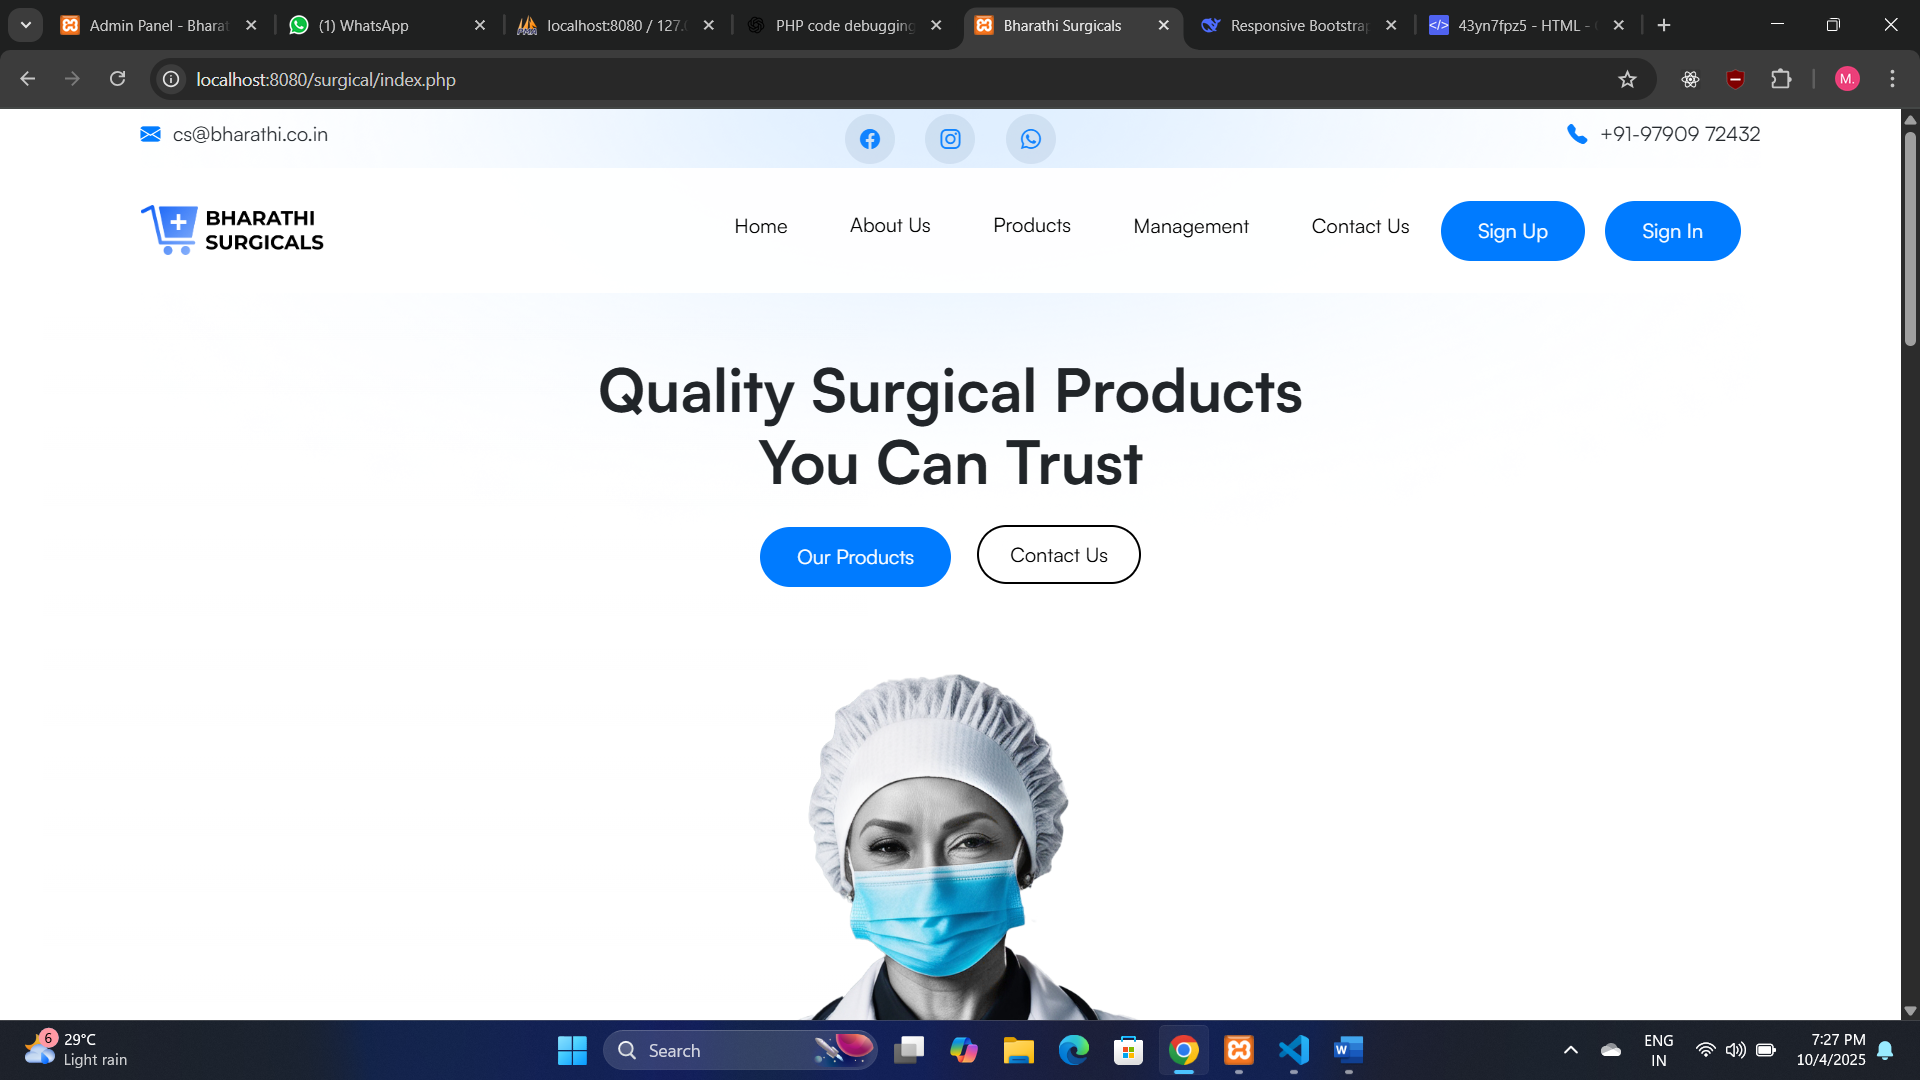 Admin Panel - Bharat
(1) WhatsApp
localhost:8080 / 127.0
PHP code debugging
Bharathi Surgicals
Responsive Bootstrap
43yn7fpz5 - HTML -
localhost:8080/surgical/index.php
M.
cs@bharathi.co.in
+91-97909 72432
BHARATHI
SURGICALS
Home
About Us
Products
Management
Contact Us
Sign Up
Sign In
Quality Surgical Products
You Can Trust
Our Products
Contact Us
6
29°C
Light rain
Search
ENG
IN
7:27 PM
10/4/2025